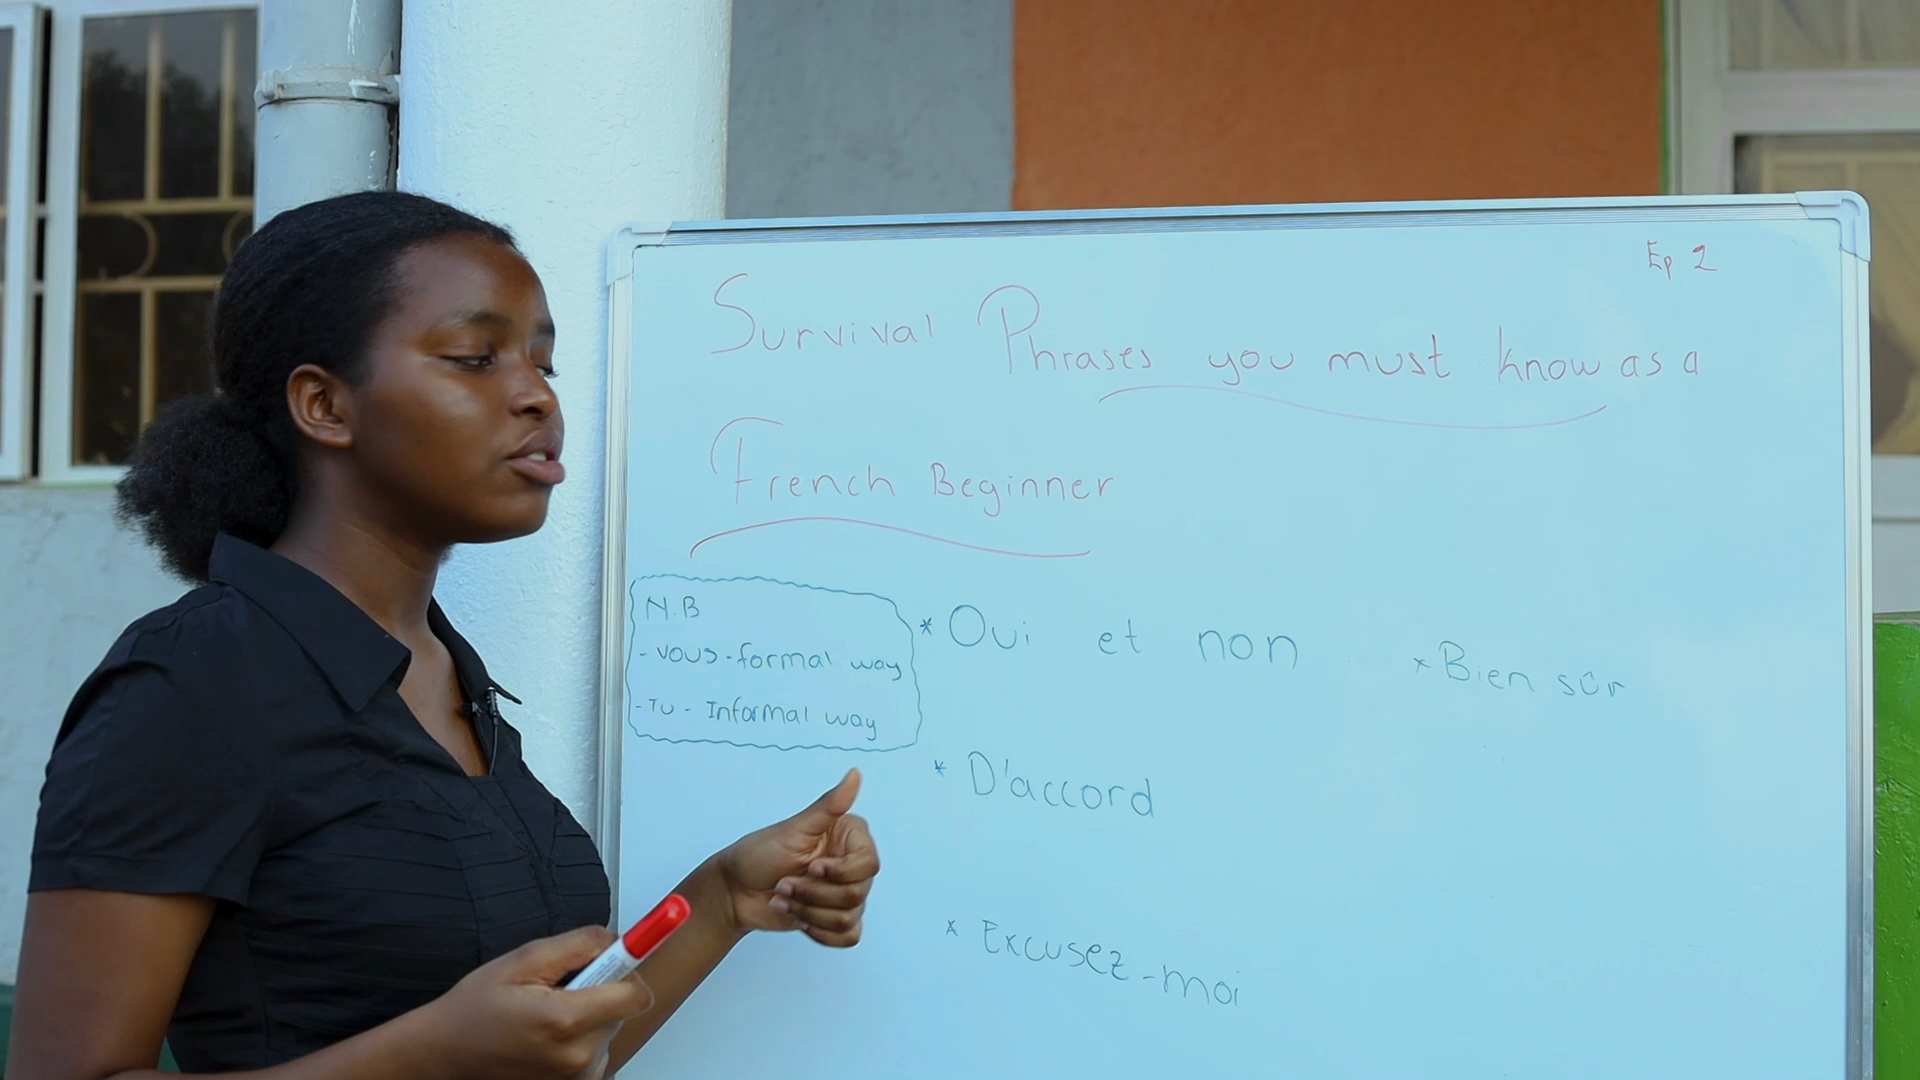 Ep 2
Survival Phrases you must know as a
French Beginner
N.B
- vous - formal way
- Tu - Informal way
* Oui et non
* Bien sûr
* D'accord
* Excusez-moi